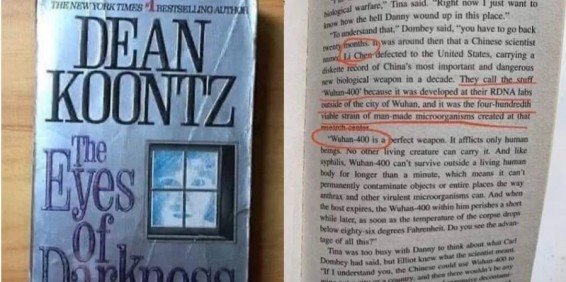 THE NEW YORK TIMES #1 BESTSELLING AUTHOR
DEAN
KOONTZ
The
Eyes
of
Darkness
biological warfare," Tina said. "Right now I just want to
know how the hell Danny wound up in this place."
"To understand that," Dombey said, "you have to go back
twenty months. It was around then that a Chinese scientist
named Li Chen defected to the United States, carrying a
diskette record of China's most important and dangerous
new biological weapon in a decade. They call the stuff
'Wuhan-400' because it was developed at their RDNA labs
outside of the city of Wuhan, and it was the four-hundredth
viable strain of man-made microorganisms created at that
research center.
"Wuhan-400 is a perfect weapon. It afflicts only human
beings. No other living creature can carry it. And like
syphilis, Wuhan-400 can't survive outside a living human
body for longer than a minute, which means it can't
permanently contaminate objects or entire places the way
anthrax and other virulent microorganisms can. And when
the host expires, the Wuhan-400 within him perishes a short
while later, as soon as the temperature of the corpse drops
below eighty-six degrees Fahrenheit. Do you see the advan-
tage of all this?"
Tina was too busy with Danny to think about what Carl
Dombey had said, but Elliot knew what the scientist meant.
"If I understand you, the Chinese could use Wuhan-400 to
a country, and then there wouldn't be any